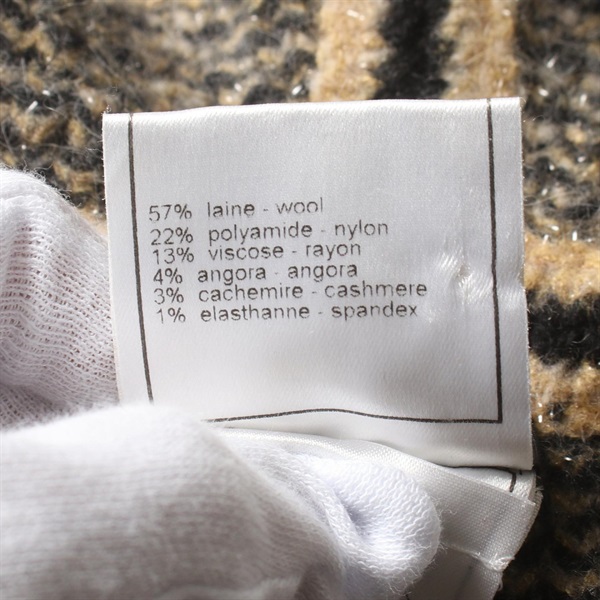 57% laine - wool
22% polyamide - nylon
13% viscose - rayon
4% angora - angora
3% cachemire - cashmere
1% elasthanne - spandex